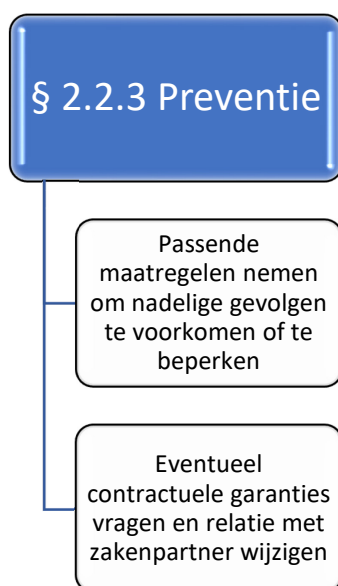 § 2.2.3 Preventie
Passende
maatregelen nemen
om nadelige gevolgen
te voorkomen of te
beperken
Eventueel
contractuele garanties
vragen en relatie met
zakenpartner wijzigen